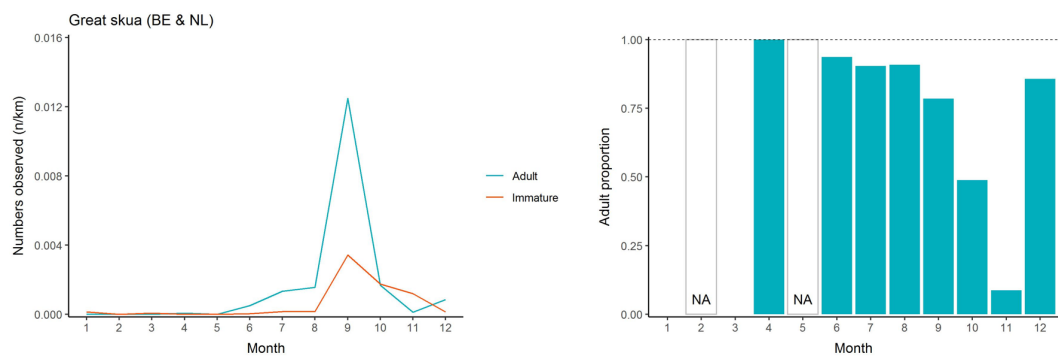 Great skua (BE & NL)
Numbers observed (n/km)
0.016
0.012
0.008
0.004
0.000
1 2 3 4 5 6 7 8 9 10 11 12
Month
Adult
Immature
Adult proportion
1.00
0.75
0.50
0.25
0.00
NA NA
1 2 3 4 5 6 7 8 9 10 11 12
Month